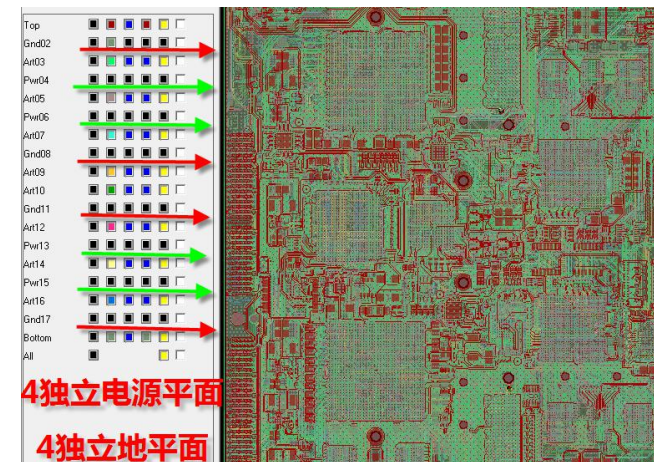 Top
Gnd02
Art03
Pwr04
Art05
Pwr06
Art07
Gnd08
Art09
Art10
Gnd11
Art12
Pwr13
Art14
Pwr15
Art16
Gnd17
Bottom
All
4独立电源平面
4独立地平面